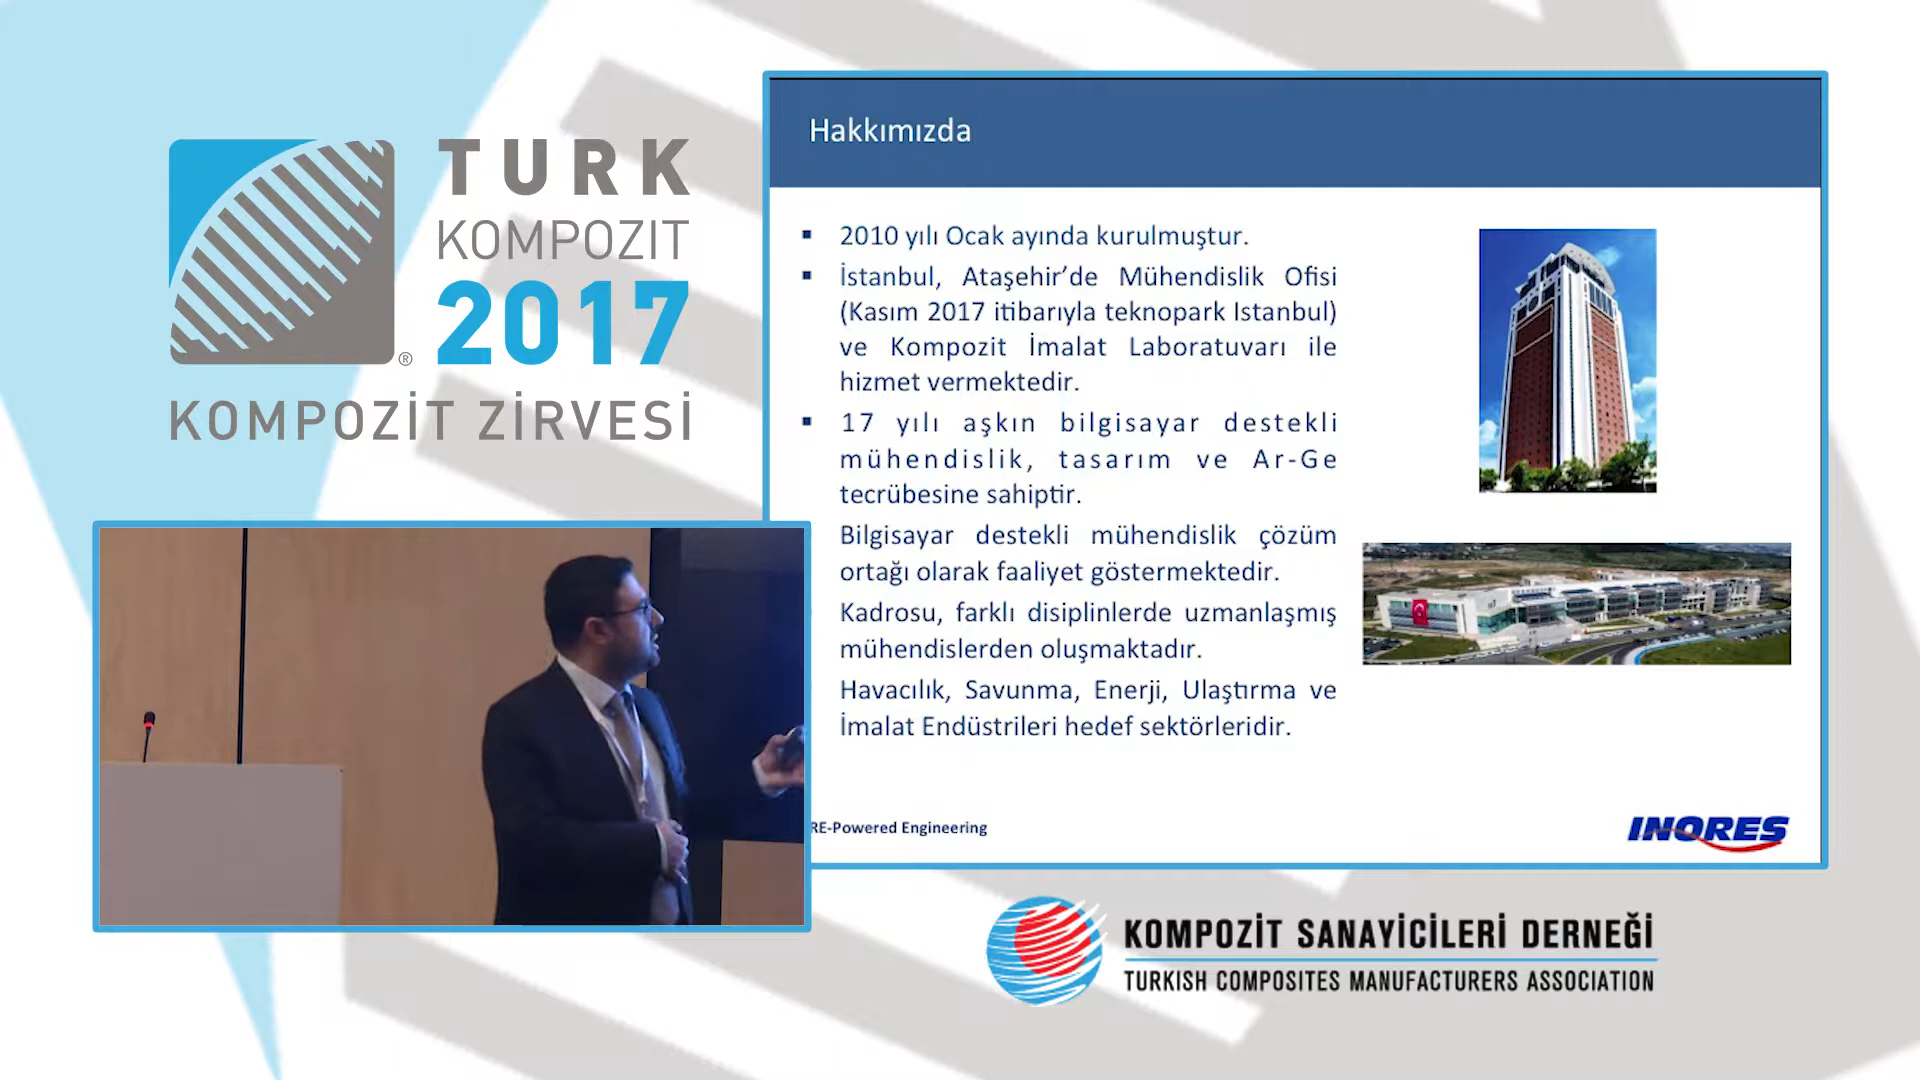 TURK
KOMPOZIT
2017
®
KOMPOZİT ZİRVESİ
Hakkımızda
▪ 2010 yılı Ocak ayında kurulmuştur.
▪ İstanbul, Ataşehir’de Mühendislik Ofisi
(Kasım 2017 itibarıyla teknopark Istanbul)
ve Kompozit İmalat Laboratuvarı ile
hizmet vermektedir.
▪ 17 yılı aşkın bilgisayar destekli
mühendislik, tasarım ve Ar-Ge
tecrübesine sahiptir.
Bilgisayar destekli mühendislik çözüm
ortağı olarak faaliyet göstermektedir.
Kadrosu, farklı disiplinlerde uzmanlaşmış
mühendislerden oluşmaktadır.
Havacılık, Savunma, Enerji, Ulaştırma ve
İmalat Endüstrileri hedef sektörleridir.
RE-Powered Engineering
INORES
KOMPOZİT SANAYİCİLERİ DERNEĞİ
TURKISH COMPOSITES MANUFACTURERS ASSOCIATION